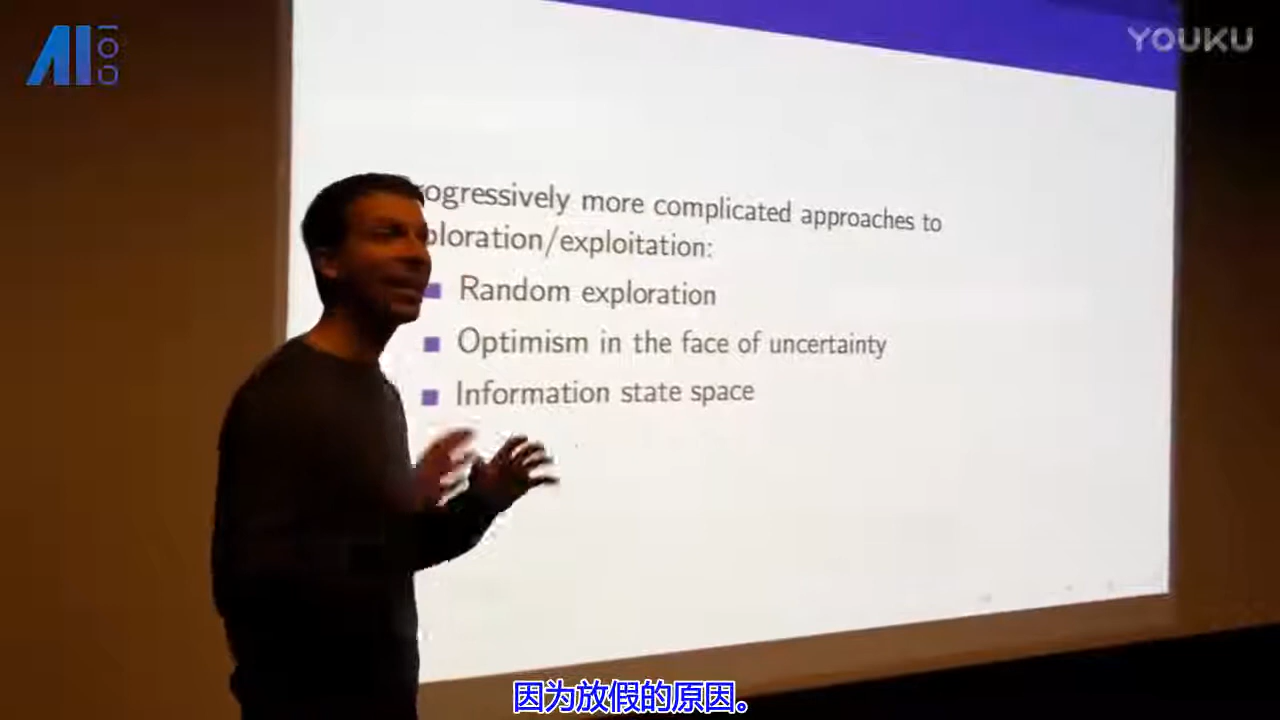 AI
YOUKU
rogressively more complicated approaches to
ploration/exploitation:
Random exploration
Optimism in the face of uncertainty
Information state space
因为放假的原因。